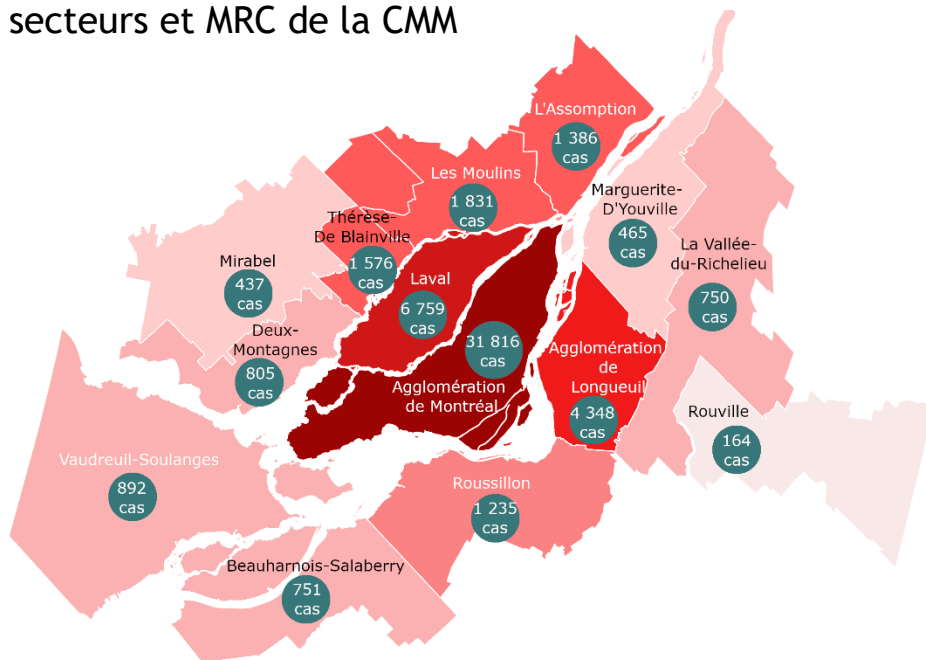 secteurs et MRC de la CMM
L'Assomption
1 386
cas
Les Moulins
1 831
cas
Marguerite-
D'Youville
465
cas
Thérèse-
De Blainville
1 576
cas
La Vallée-
du-Richelieu
750
cas
Mirabel
437
cas
Laval
6 759
cas
Deux-
Montagnes
805
cas
31 816
cas
Agglomération
de Montréal
Agglomération
de
Longueuil
4 348
cas
Rouville
164
cas
Vaudreuil-Soulanges
892
cas
Roussillon
1 235
cas
Beauharnois-Salaberry
751
cas